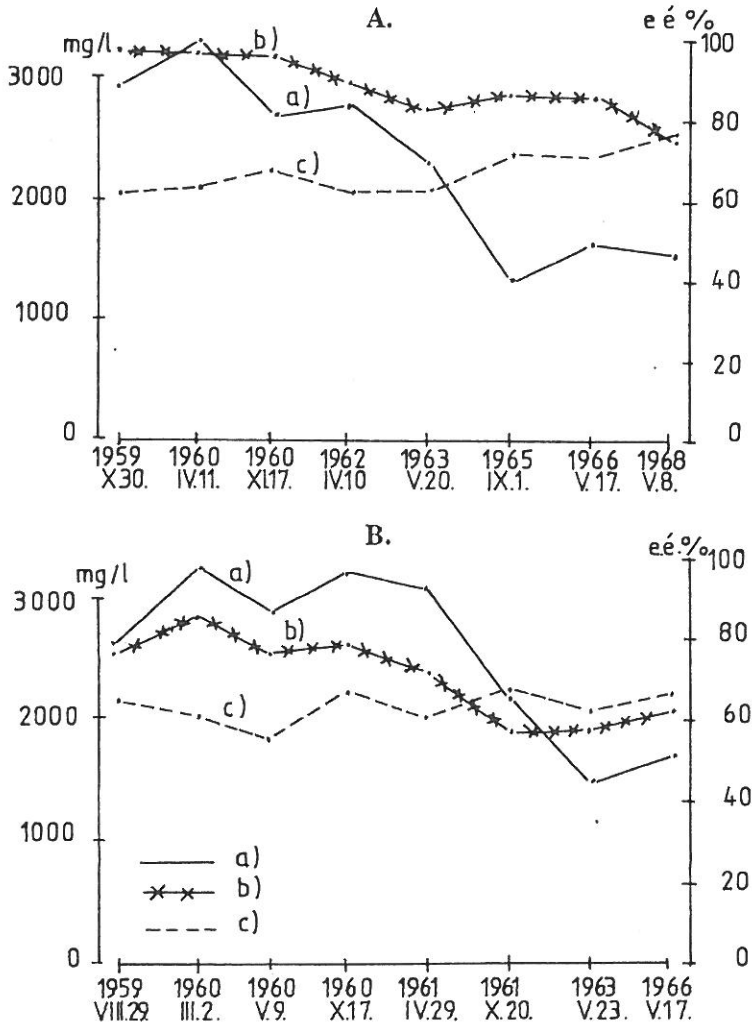 A.
mg/l
e é %
3000
2000
1000
0
100
80
60
40
20
0
b)
a)
c)
1959 1960 1960 1962 1963 1965 1966 1968
X.30. IV.11. XI.17. IV.10 V.20. IX.1. V.17. V.8.
B.
mg/l
e.é.%
3000
2000
1000
0
100
80
60
40
20
0
a)
b)
c)
a)
b)
c)
1959 1960 1960 1960 1961 1961 1963 1966
VIII.29. III.2. V.9. X.17. IV.29. X.20. V.23. V.17.